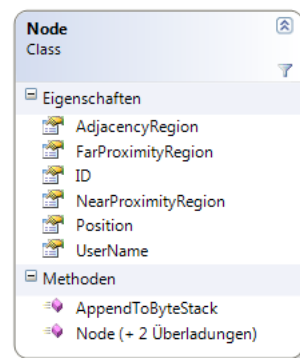 Node
Class
Eigenschaften
AdjacencyRegion
FarProximityRegion
ID
NearProximityRegion
Position
UserName
Methoden
AppendToByteStack
Node (+ 2 Überladungen)